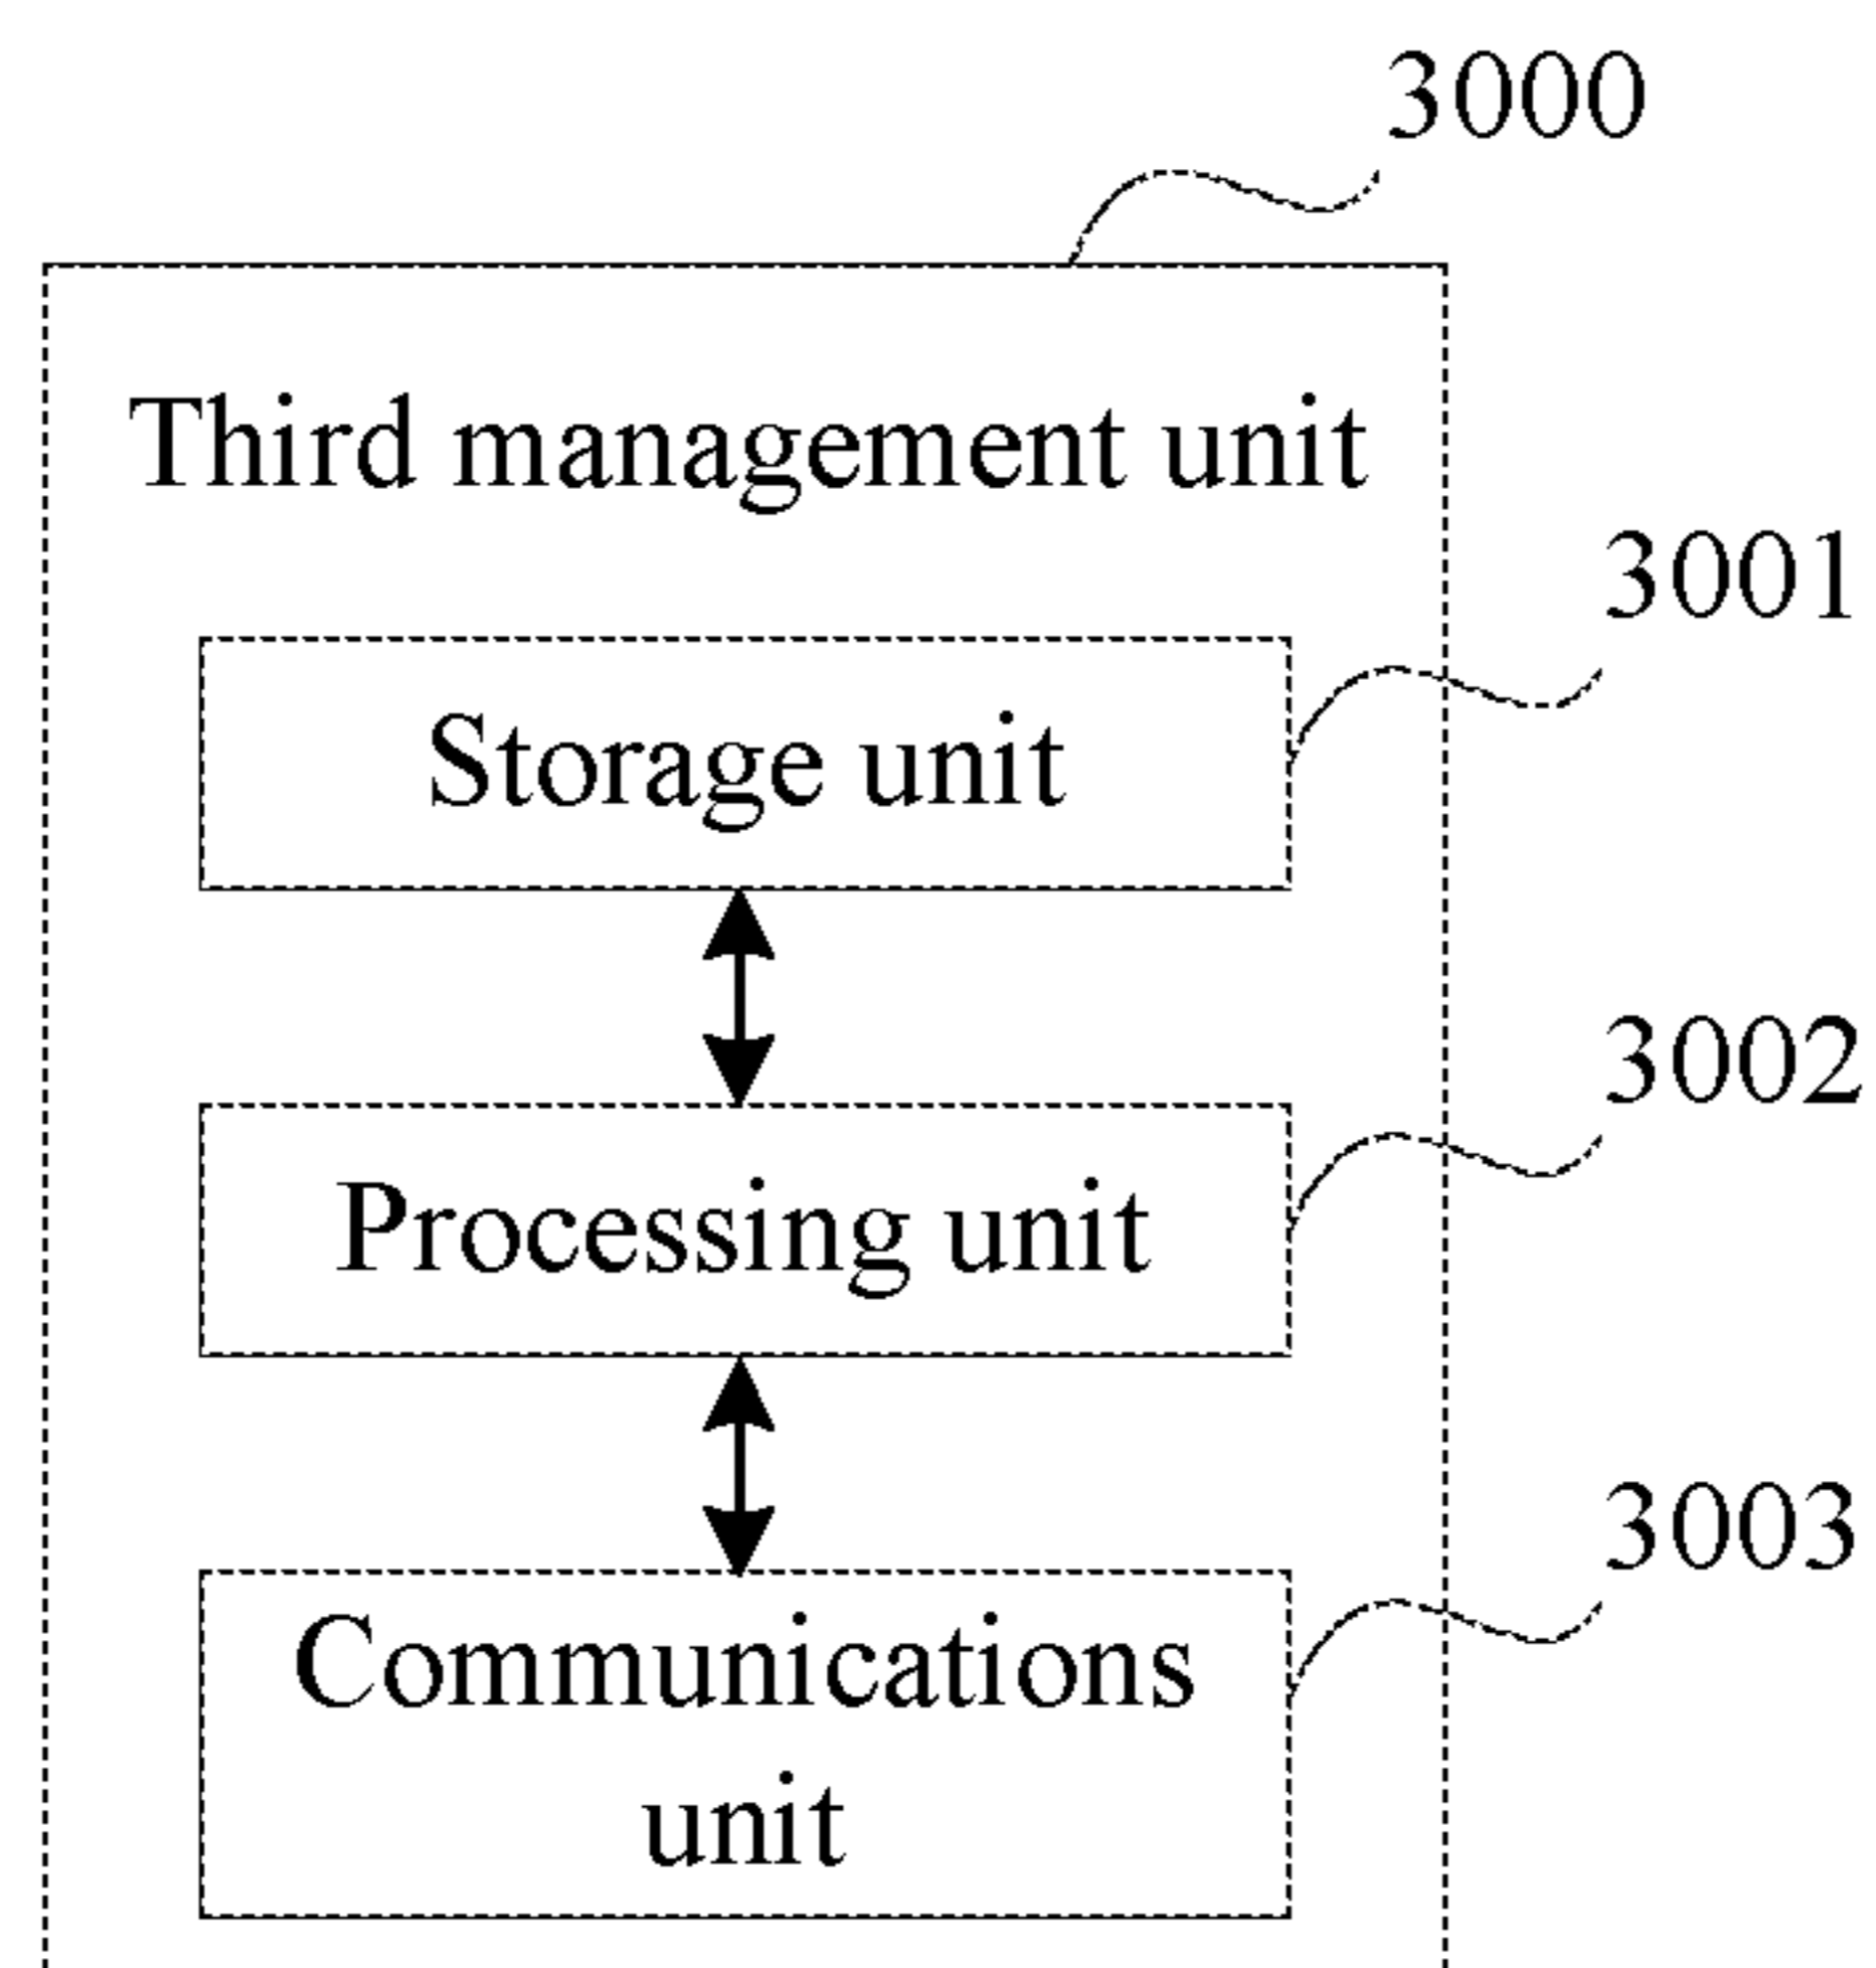 3000
Third management unit
3001
Storage unit
3002
Processing unit
3003
Communications
unit